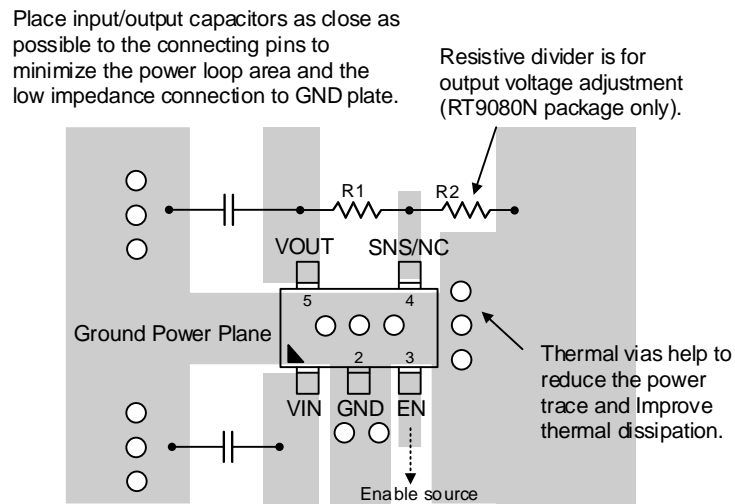 Place input/output capacitors as close as
possible to the connecting pins to
minimize the power loop area and the
low impedance connection to GND plate.
Resistive divider is for
output voltage adjustment
(RT9080N package only).
R1
R2
VOUT
SNS/NC
5
4
Ground Power Plane
2
3
VIN
GND
EN
Thermal vias help to
reduce the power
trace and Improve
thermal dissipation.
Enable source